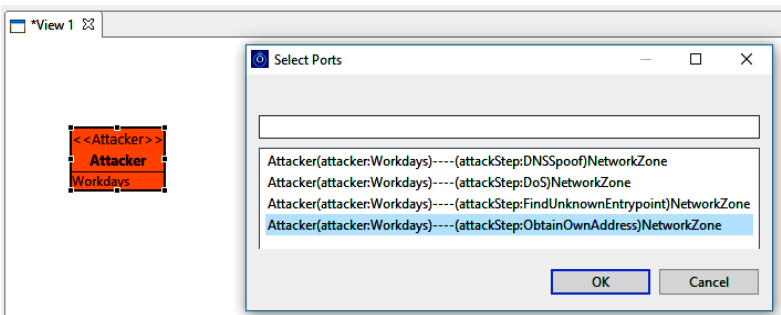 *View 1
Select Ports
<<Attacker>>
Attacker
Workdays
Attacker(attacker:Workdays)----(attackStep:DNSSpoof)NetworkZone
Attacker(attacker:Workdays)----(attackStep:DoS)NetworkZone
Attacker(attacker:Workdays)----(attackStep:FindUnknownEntrypoint)NetworkZone
Attacker(attacker:Workdays)----(attackStep:ObtainOwnAddress)NetworkZone
OK Cancel